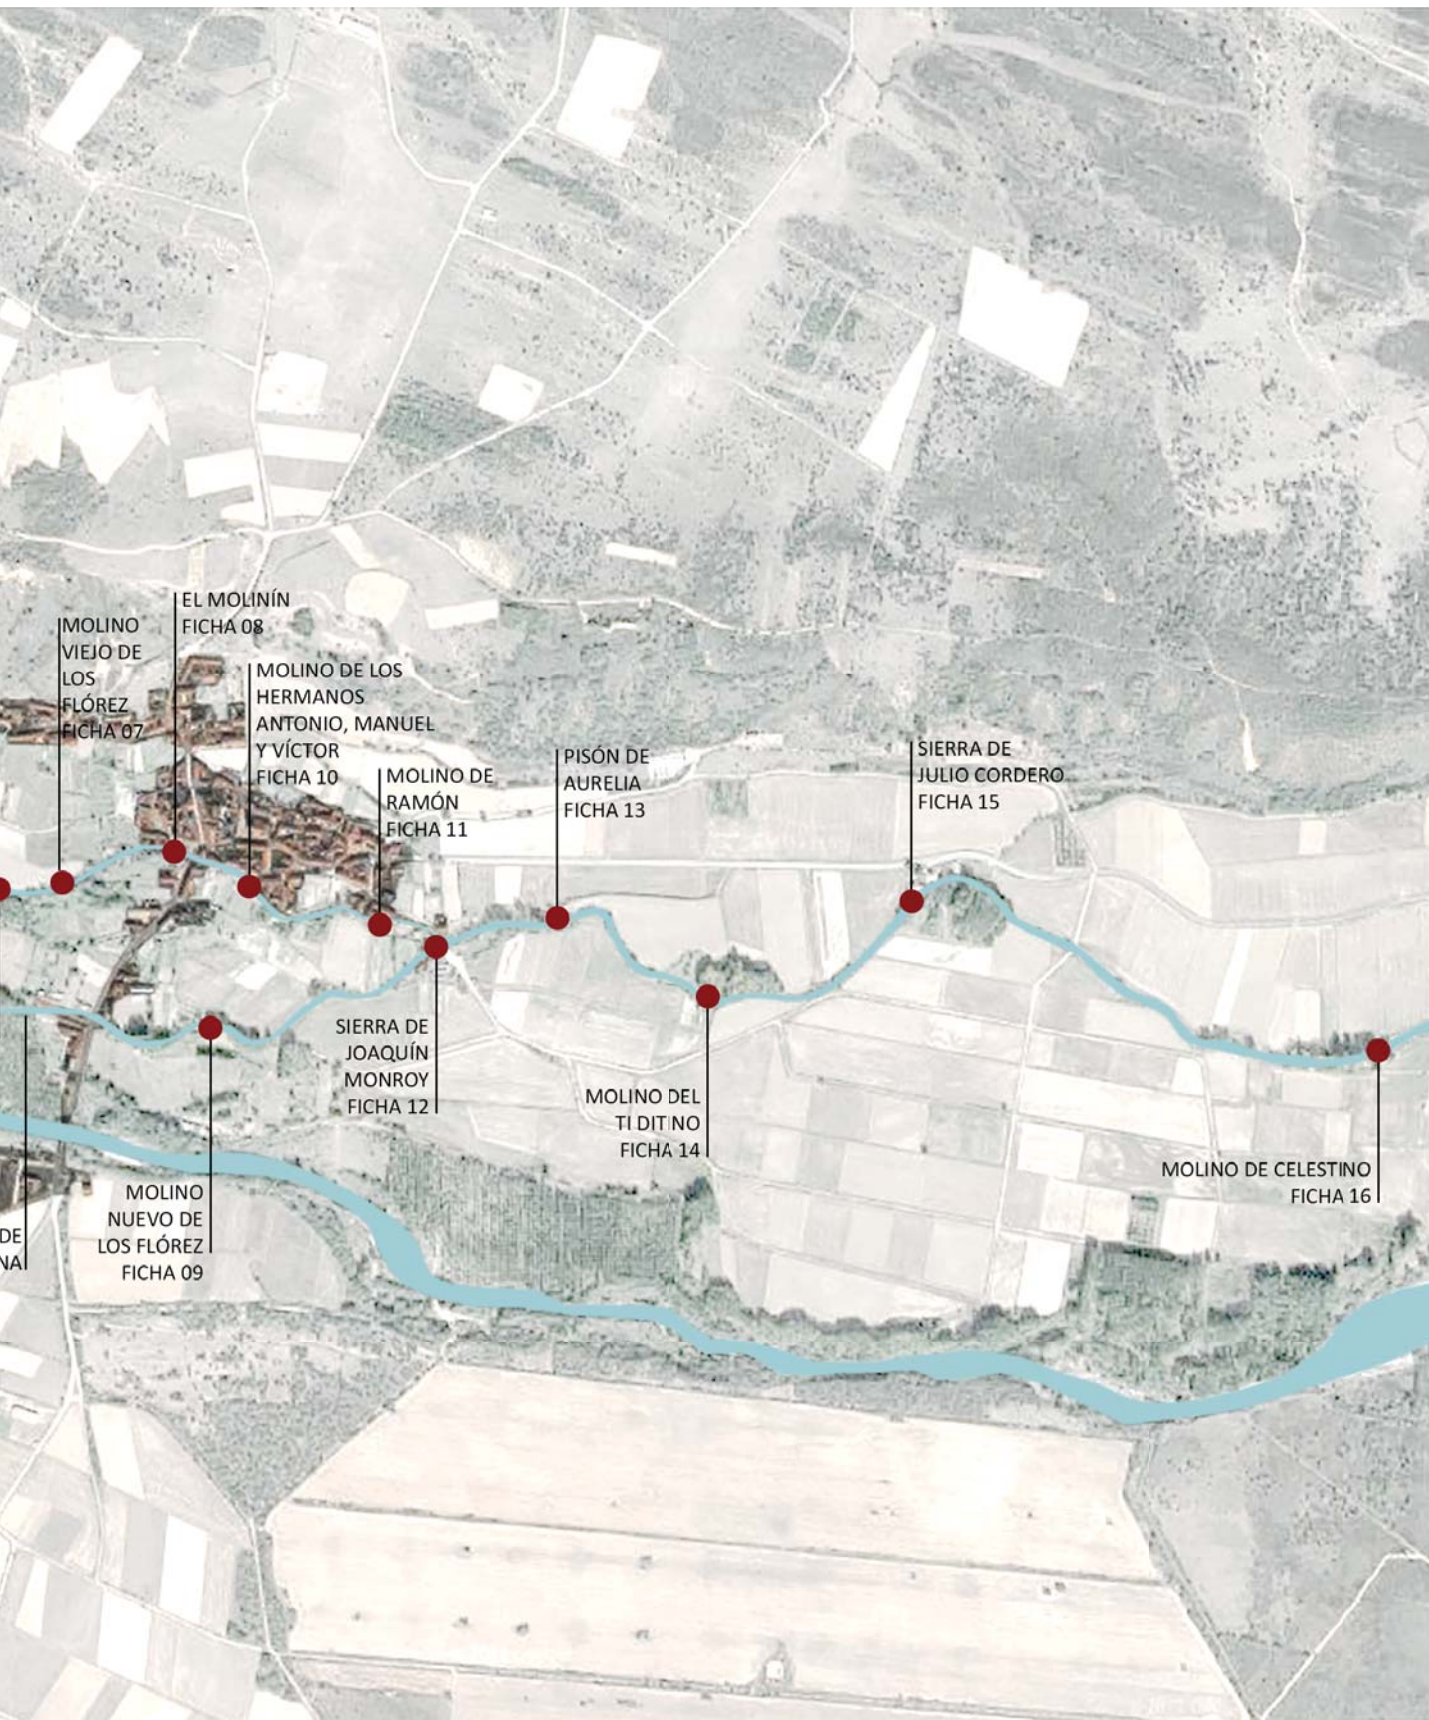 EL MOLINÍN
FICHA 08
MOLINO
VIEJO DE
LOS
FLÓREZ
FICHA 07
MOLINO DE LOS
HERMANOS
ANTONIO, MANUEL
Y VÍCTOR
FICHA 10
MOLINO DE
RAMÓN
FICHA 11
PISÓN DE
AURELIA
FICHA 13
SIERRA DE
JULIO CORDERO
FICHA 15
SIERRA DE
JOAQUÍN
MONROY
FICHA 12
MOLINO DEL
TI DITINO
FICHA 14
MOLINO DE CELESTINO
FICHA 16
MOLINO
NUEVO DE
LOS FLÓREZ
FICHA 09
DE
NA